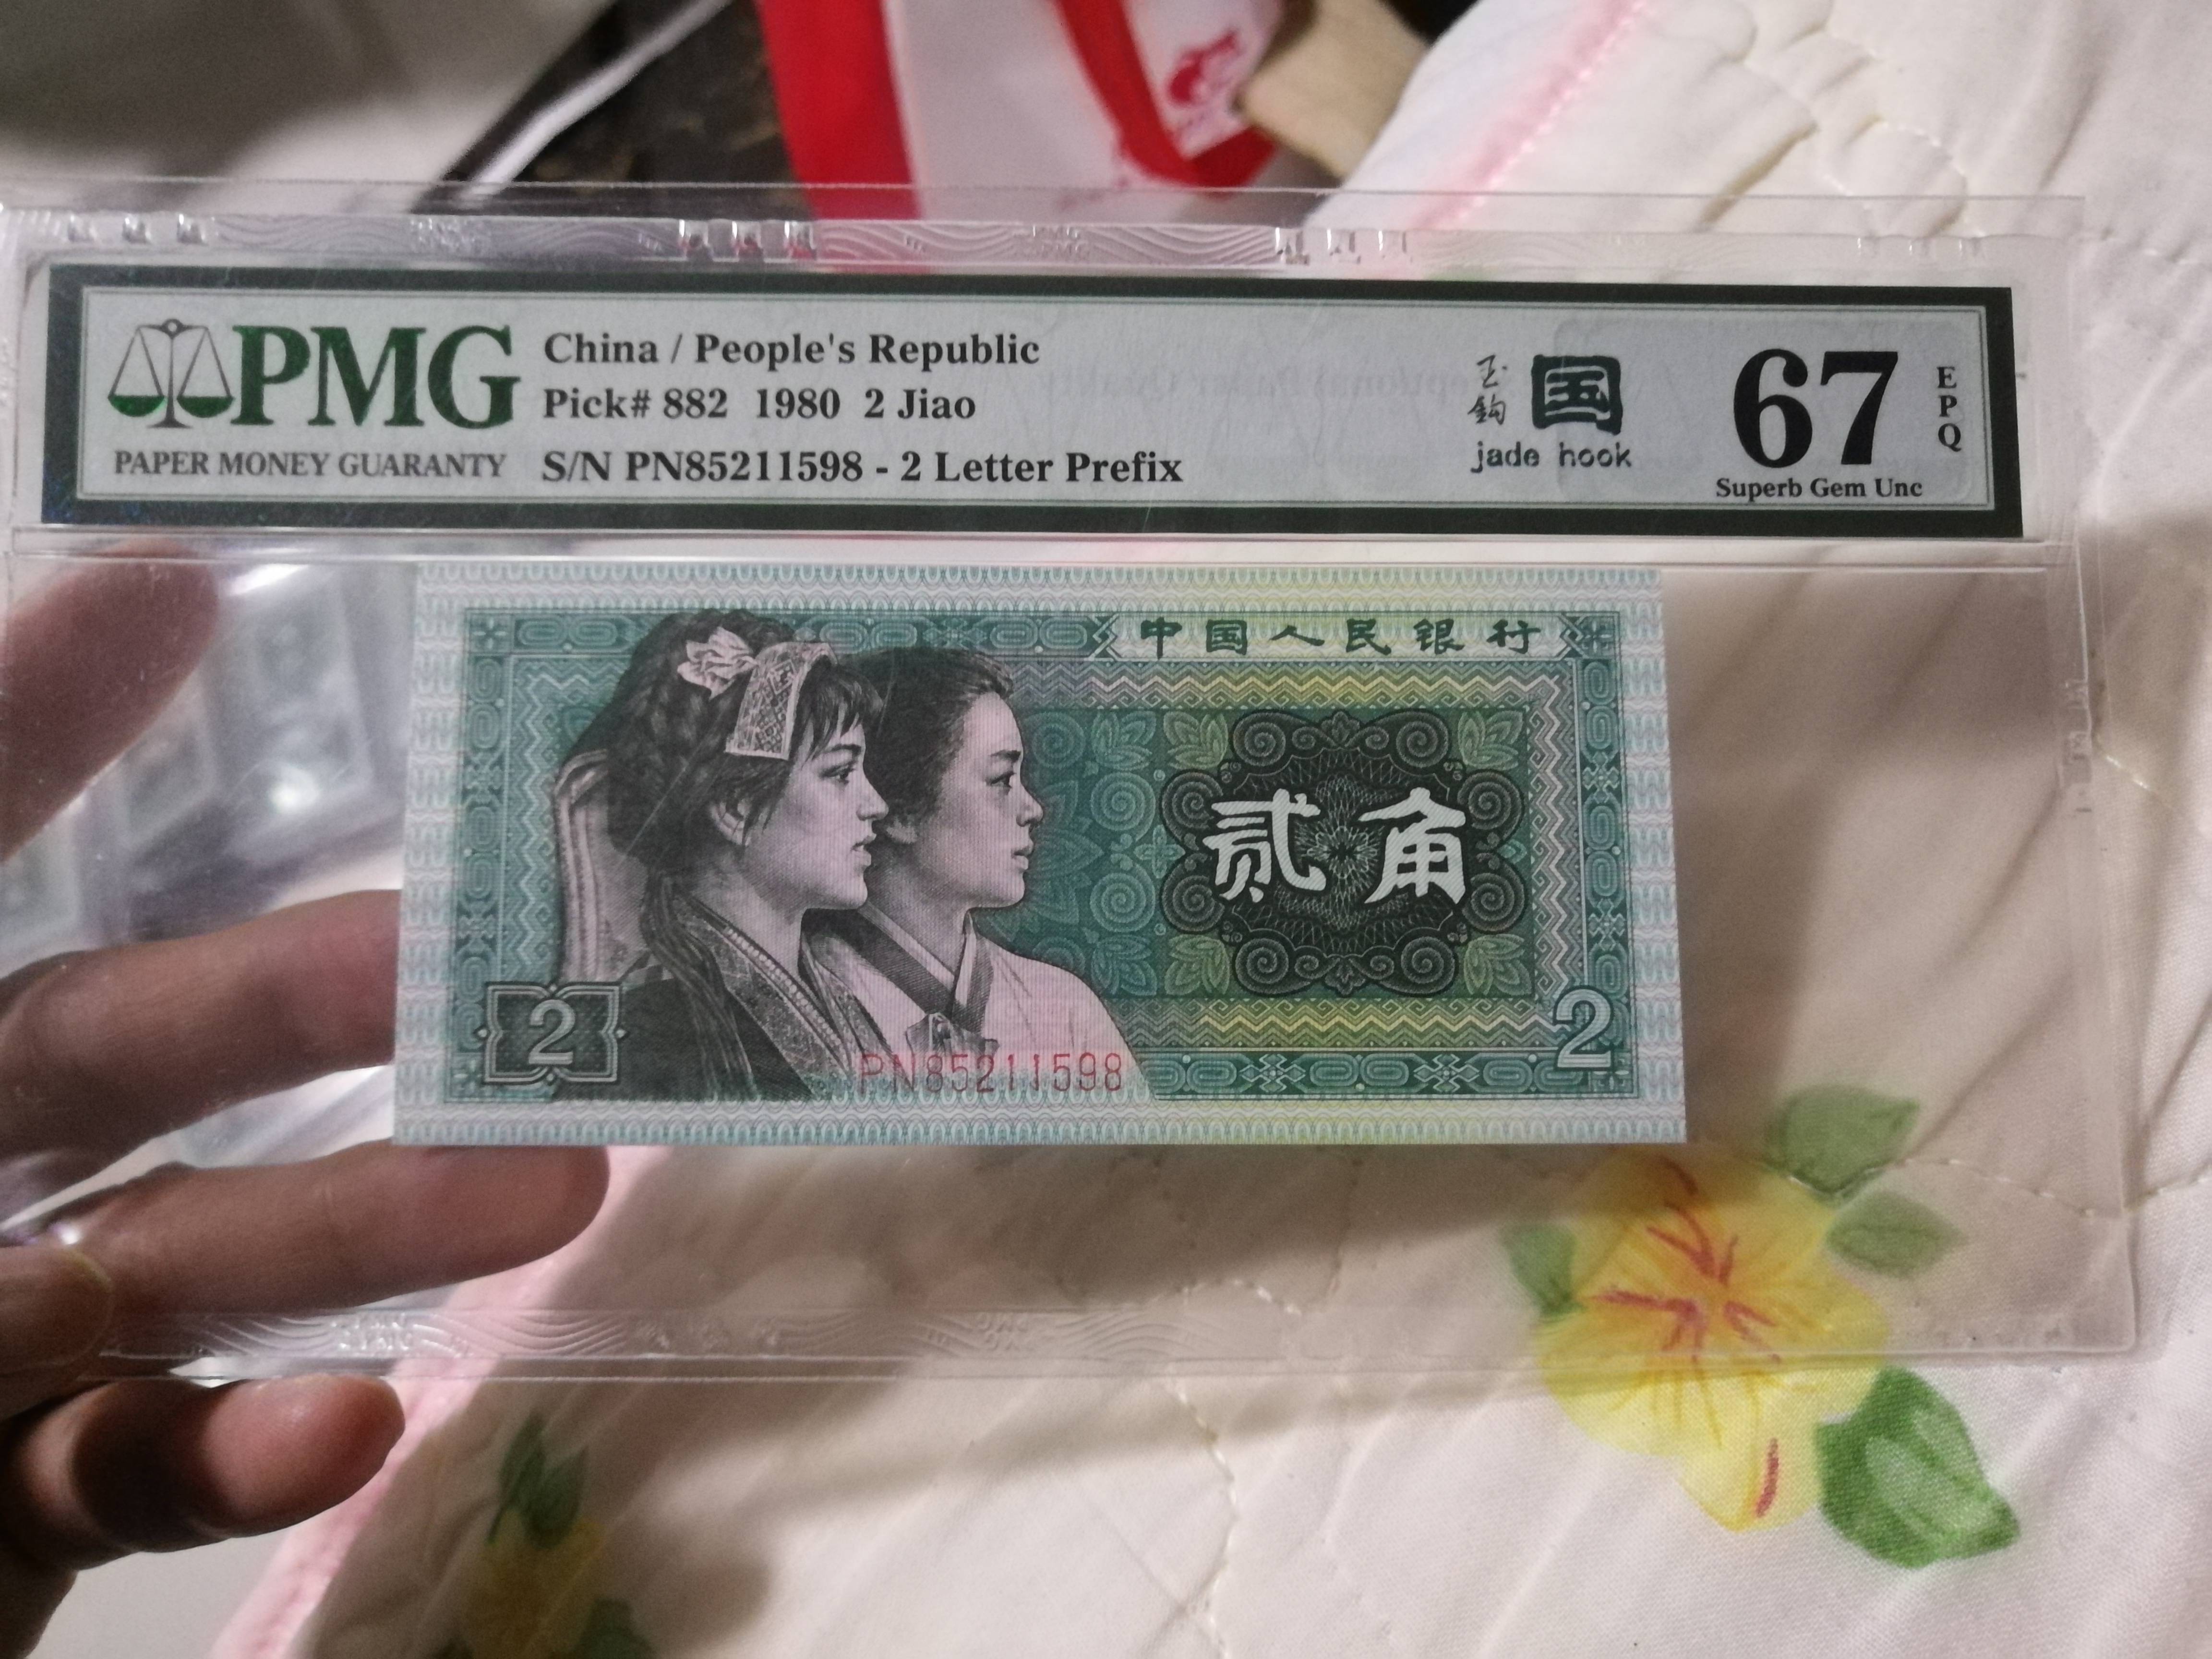 PMG
PAPER MONEY GUARANTY
China / People's Republic
Pick# 882 1980 2 Jiao
S/N PN85211598 - 2 Letter Prefix
玉鈎
国
jade hook
67
EPQ
Superb Gem Unc
中国人民银行
贰角
2
2
PN85211598